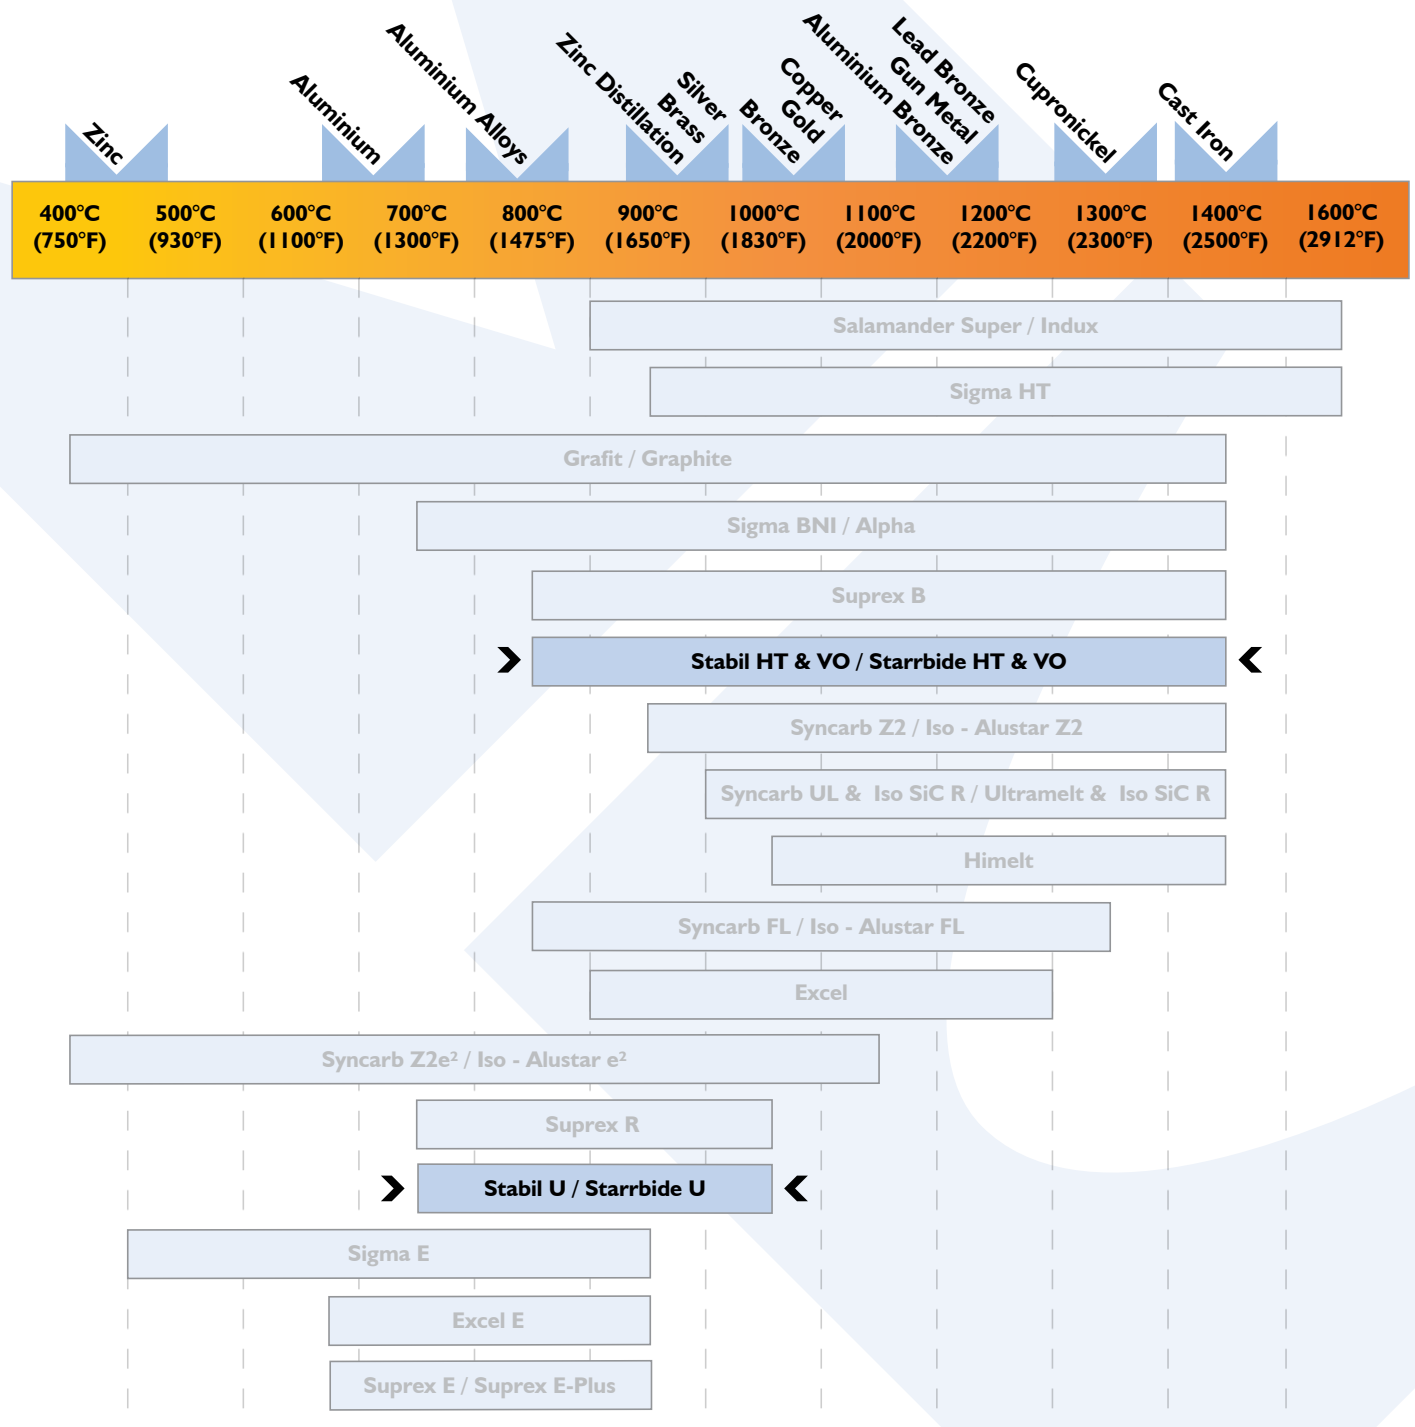 Zinc
Aluminium
Aluminium Alloys
Zinc Distillation
Silver
Brass
Copper
Gold
Bronze
Lead Bronze
Gun Metal
Aluminium Bronze
Cupronickel
Cast Iron
400°C 500°C 600°C 700°C 800°C 900°C 1000°C 1100°C 1200°C 1300°C 1400°C 1600°C
(750°F) (930°F) (1100°F) (1300°F) (1475°F) (1650°F) (1830°F) (2000°F) (2200°F) (2300°F) (2500°F) (2912°F)
Salamander Super / Indux
Sigma HT
Grafit / Graphite
Sigma BNI / Alpha
Suprex B
Stabil HT & VO / Starrbide HT & VO
Syncarb Z2 / Iso - Alustar Z2
Syncarb UL & Iso SiC R / Ultramelt & Iso SiC R
Himelt
Syncarb FL / Iso - Alustar FL
Excel
Syncarb Z2e² / Iso - Alustar e²
Suprex R
Stabil U / Starrbide U
Sigma E
Excel E
Suprex E / Suprex E-Plus